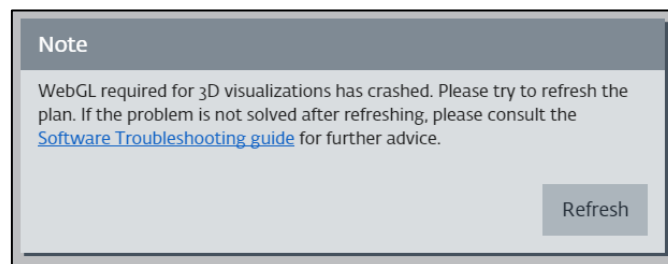 Note
WebGL required for 3D visualizations has crashed. Please try to refresh the
plan. If the problem is not solved after refreshing, please consult the
Software Troubleshooting guide for further advice.
Refresh